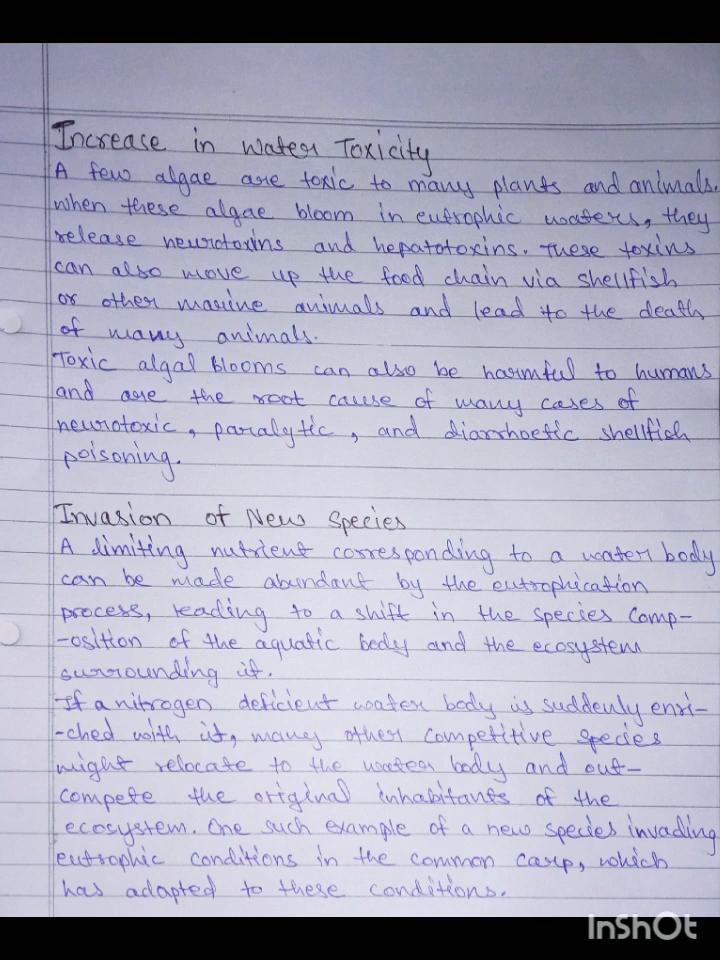 Increase in Water Toxicity
A few algae are toxic to many plants and animals.
when these algae bloom in eutrophic waters, they
release neurotoxins and hepatotoxins. These toxins
can also move up the food chain via shellfish
or other marine animals and lead to the death
of many animals.
Toxic algal blooms can also be harmful to humans
and are the root cause of many cases of
neurotoxic, paralytic, and diarrhoetic shellfish
poisoning.
Invasion of New Species
A limiting nutrient corresponding to a water body
can be made abundant by the eutrophication
process, leading to a shift in the species comp-
-osition of the aquatic body and the ecosystem
surrounding it.
If a nitrogen deficient water body is suddenly enri-
-ched with it, many other competitive species
might relocate to the water body and out-
compete the original inhabitants of the
ecosystem. One such example of a new species invading
eutrophic conditions in the common carp, which
has adapted to these conditions.
InShOt